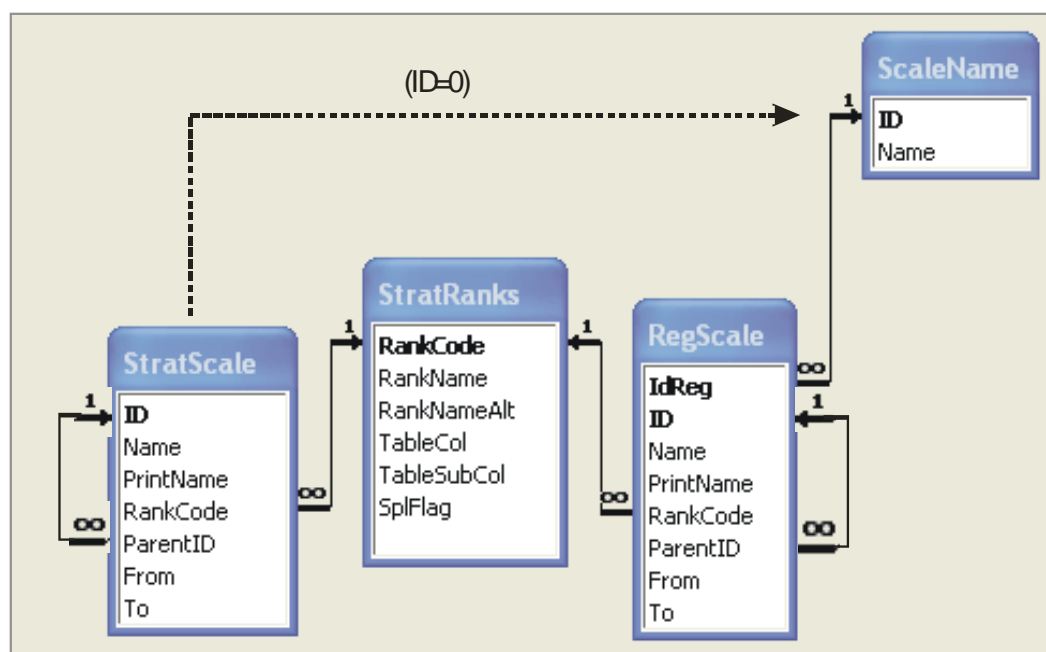 (ID=0)
ScaleName
1
ID
Name
StratRanks
1
RankCode
RankName
RankNameAlt
TableCol
TableSubCol
SplFlag
1
StratScale
1
ID
Name
PrintName
RankCode
∞
∞
ParentID
From
To
RegScale
∞
IdReg
ID
1
Name
PrintName
∞
RankCode
∞
ParentID
From
To